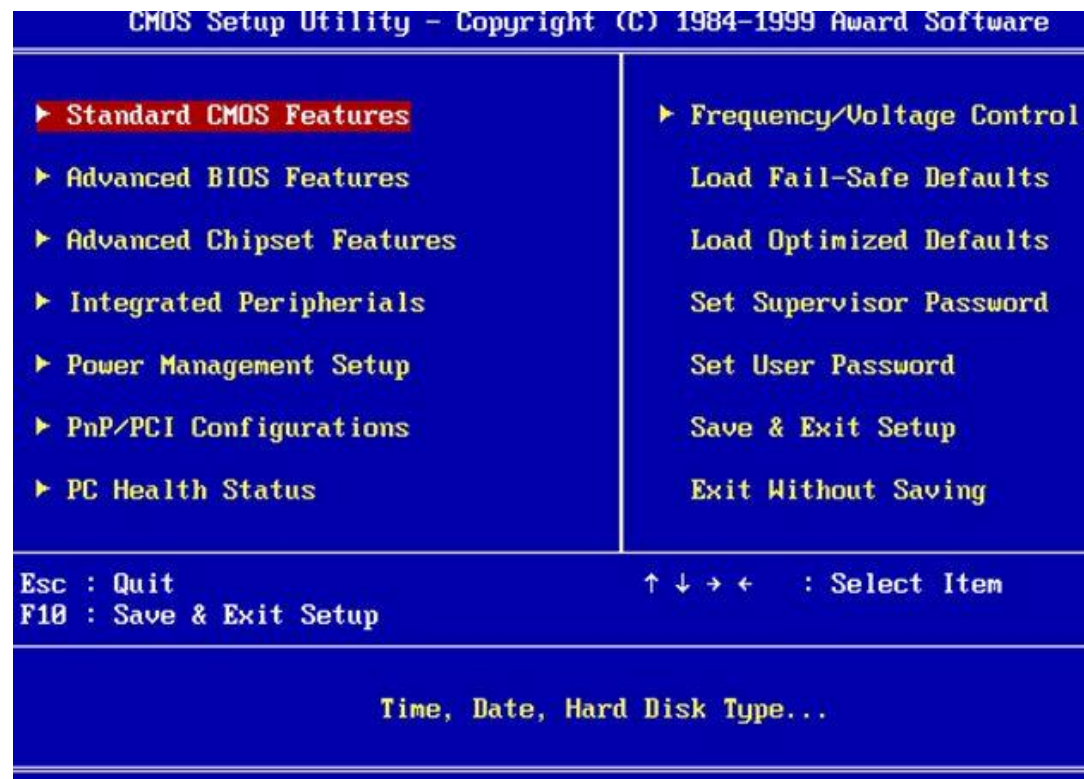 CMOS Setup Utility - Copyright (C) 1984-1999 Award Software
► Standard CMOS Features
► Advanced BIOS Features
► Advanced Chipset Features
► Integrated Peripherials
► Power Management Setup
► PnP/PCI Configurations
► PC Health Status
► Frequency/Voltage Control
Load Fail-Safe Defaults
Load Optimized Defaults
Set Supervisor Password
Set User Password
Save & Exit Setup
Exit Without Saving
Esc : Quit
F10 : Save & Exit Setup
↑ ↓ → ← : Select Item
Time, Date, Hard Disk Type...